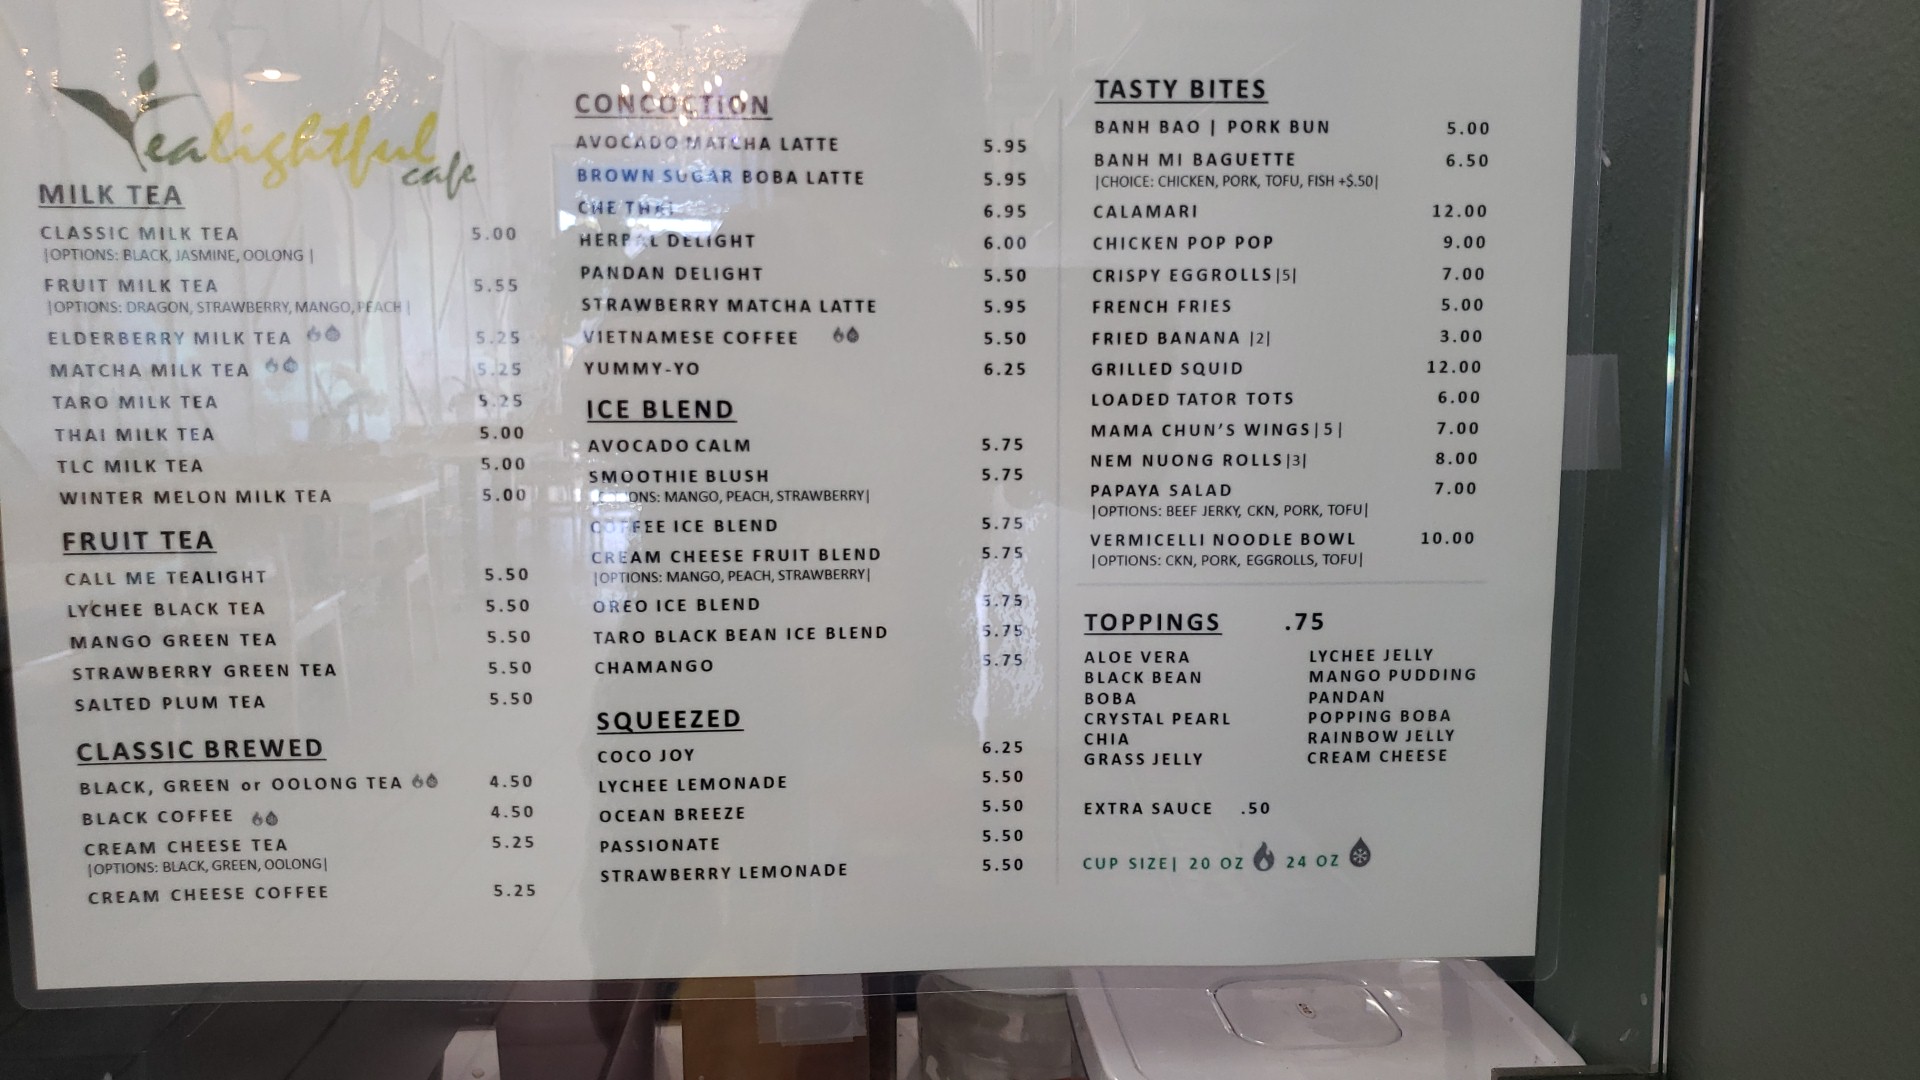 Tealightful
cafe
MILK TEA
CLASSIC MILK TEA 5.00
|OPTIONS: BLACK, JASMINE, OOLONG |
FRUIT MILK TEA 5.55
|OPTIONS: DRAGON, STRAWBERRY, MANGO, PEACH |
ELDERBERRY MILK TEA 5.25
MATCHA MILK TEA 5.25
TARO MILK TEA 5.25
THAI MILK TEA 5.00
TLC MILK TEA 5.00
WINTER MELON MILK TEA 5.00
FRUIT TEA
CALL ME TEALIGHT 5.50
LYCHEE BLACK TEA 5.50
MANGO GREEN TEA 5.50
STRAWBERRY GREEN TEA 5.50
SALTED PLUM TEA 5.50
CLASSIC BREWED
BLACK, GREEN or OOLONG TEA 4.50
BLACK COFFEE 4.50
CREAM CHEESE TEA 5.25
|OPTIONS: BLACK, GREEN, OOLONG|
CREAM CHEESE COFFEE 5.25
CONCOCTION
AVOCADO MATCHA LATTE 5.95
BROWN SUGAR BOBA LATTE 5.95
CHE THAI 6.95
HERBAL DELIGHT 6.00
PANDAN DELIGHT 5.50
STRAWBERRY MATCHA LATTE 5.95
VIETNAMESE COFFEE 5.50
YUMMY-YO 6.25
ICE BLEND
AVOCADO CALM 5.75
SMOOTHIE BLUSH 5.75
|OPTIONS: MANGO, PEACH, STRAWBERRY|
COFFEE ICE BLEND 5.75
CREAM CHEESE FRUIT BLEND 5.75
|OPTIONS: MANGO, PEACH, STRAWBERRY|
OREO ICE BLEND 5.75
TARO BLACK BEAN ICE BLEND 5.75
CHAMANGO 5.75
SQUEEZED
COCO JOY 6.25
LYCHEE LEMONADE 5.50
OCEAN BREEZE 5.50
PASSIONATE 5.50
STRAWBERRY LEMONADE 5.50
TASTY BITES
BANH BAO | PORK BUN 5.00
BANH MI BAGUETTE 6.50
|CHOICE: CHICKEN, PORK, TOFU, FISH +$.50|
CALAMARI 12.00
CHICKEN POP POP 9.00
CRISPY EGGROLLS|5| 7.00
FRENCH FRIES 5.00
FRIED BANANA |2| 3.00
GRILLED SQUID 12.00
LOADED TATOR TOTS 6.00
MAMA CHUN'S WINGS|5| 7.00
NEM NUONG ROLLS|3| 8.00
PAPAYA SALAD 7.00
|OPTIONS: BEEF JERKY, CKN, PORK, TOFU|
VERMICELLI NOODLE BOWL 10.00
|OPTIONS: CKN, PORK, EGGROLLS, TOFU|
TOPPINGS .75
ALOE VERA LYCHEE JELLY
BLACK BEAN MANGO PUDDING
BOBA PANDAN
CRYSTAL PEARL POPPING BOBA
CHIA RAINBOW JELLY
GRASS JELLY CREAM CHEESE
EXTRA SAUCE .50
CUP SIZE| 20 OZ 24 OZ